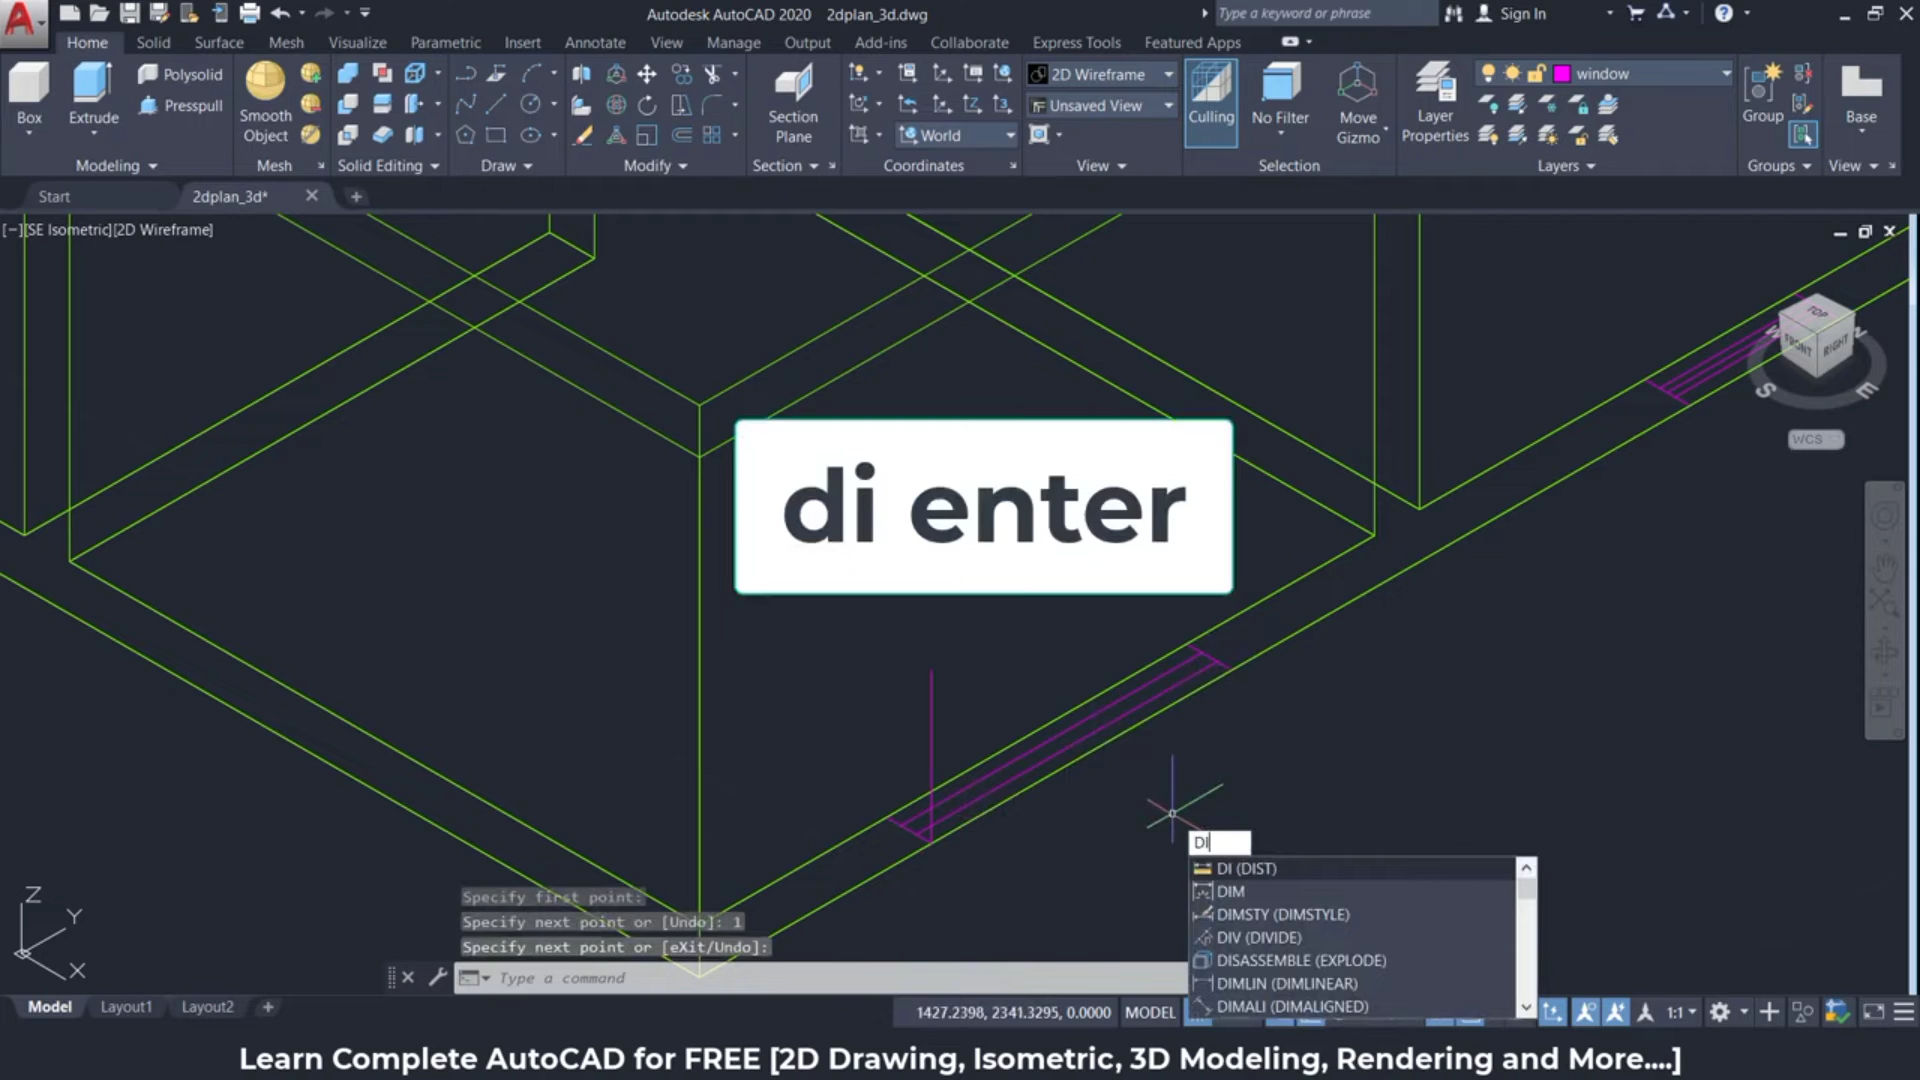 Autodesk AutoCAD 2020 2dplan_3d.dwg
Type a keyword or phrase
Sign In
Home Solid Surface Mesh Visualize Parametric Insert Annotate View Manage Output Add-ins Collaborate Express Tools Featured Apps
Box
Extrude
Polysolid
Presspull
Modeling
Smooth
Object
Mesh
Solid Editing
Draw
Modify
Section
Plane
Section
World
Coordinates
2D Wireframe
Unsaved View
View
Culling
No Filter
Move
Gizmo
Selection
Layer
Properties
window
Layers
Group
Groups
Base
View
Start
2dplan_3d*
[−][SE Isometric][2D Wireframe]
TOP
FRONT
RIGHT
W
N
S
E
WCS
di enter
DI
DI (DIST)
DIM
DIMSTY (DIMSTYLE)
DIV (DIVIDE)
DISASSEMBLE (EXPLODE)
DIMLIN (DIMLINEAR)
DIMALI (DIMALIGNED)
Z
Y
X
Specify first point:
Specify next point or [Undo]: 1
Specify next point or [eXit/Undo]:
Type a command
Model Layout1 Layout2
1427.2398, 2341.3295, 0.0000 MODEL
1:1
Learn Complete AutoCAD for FREE [2D Drawing, Isometric, 3D Modeling, Rendering and More....]